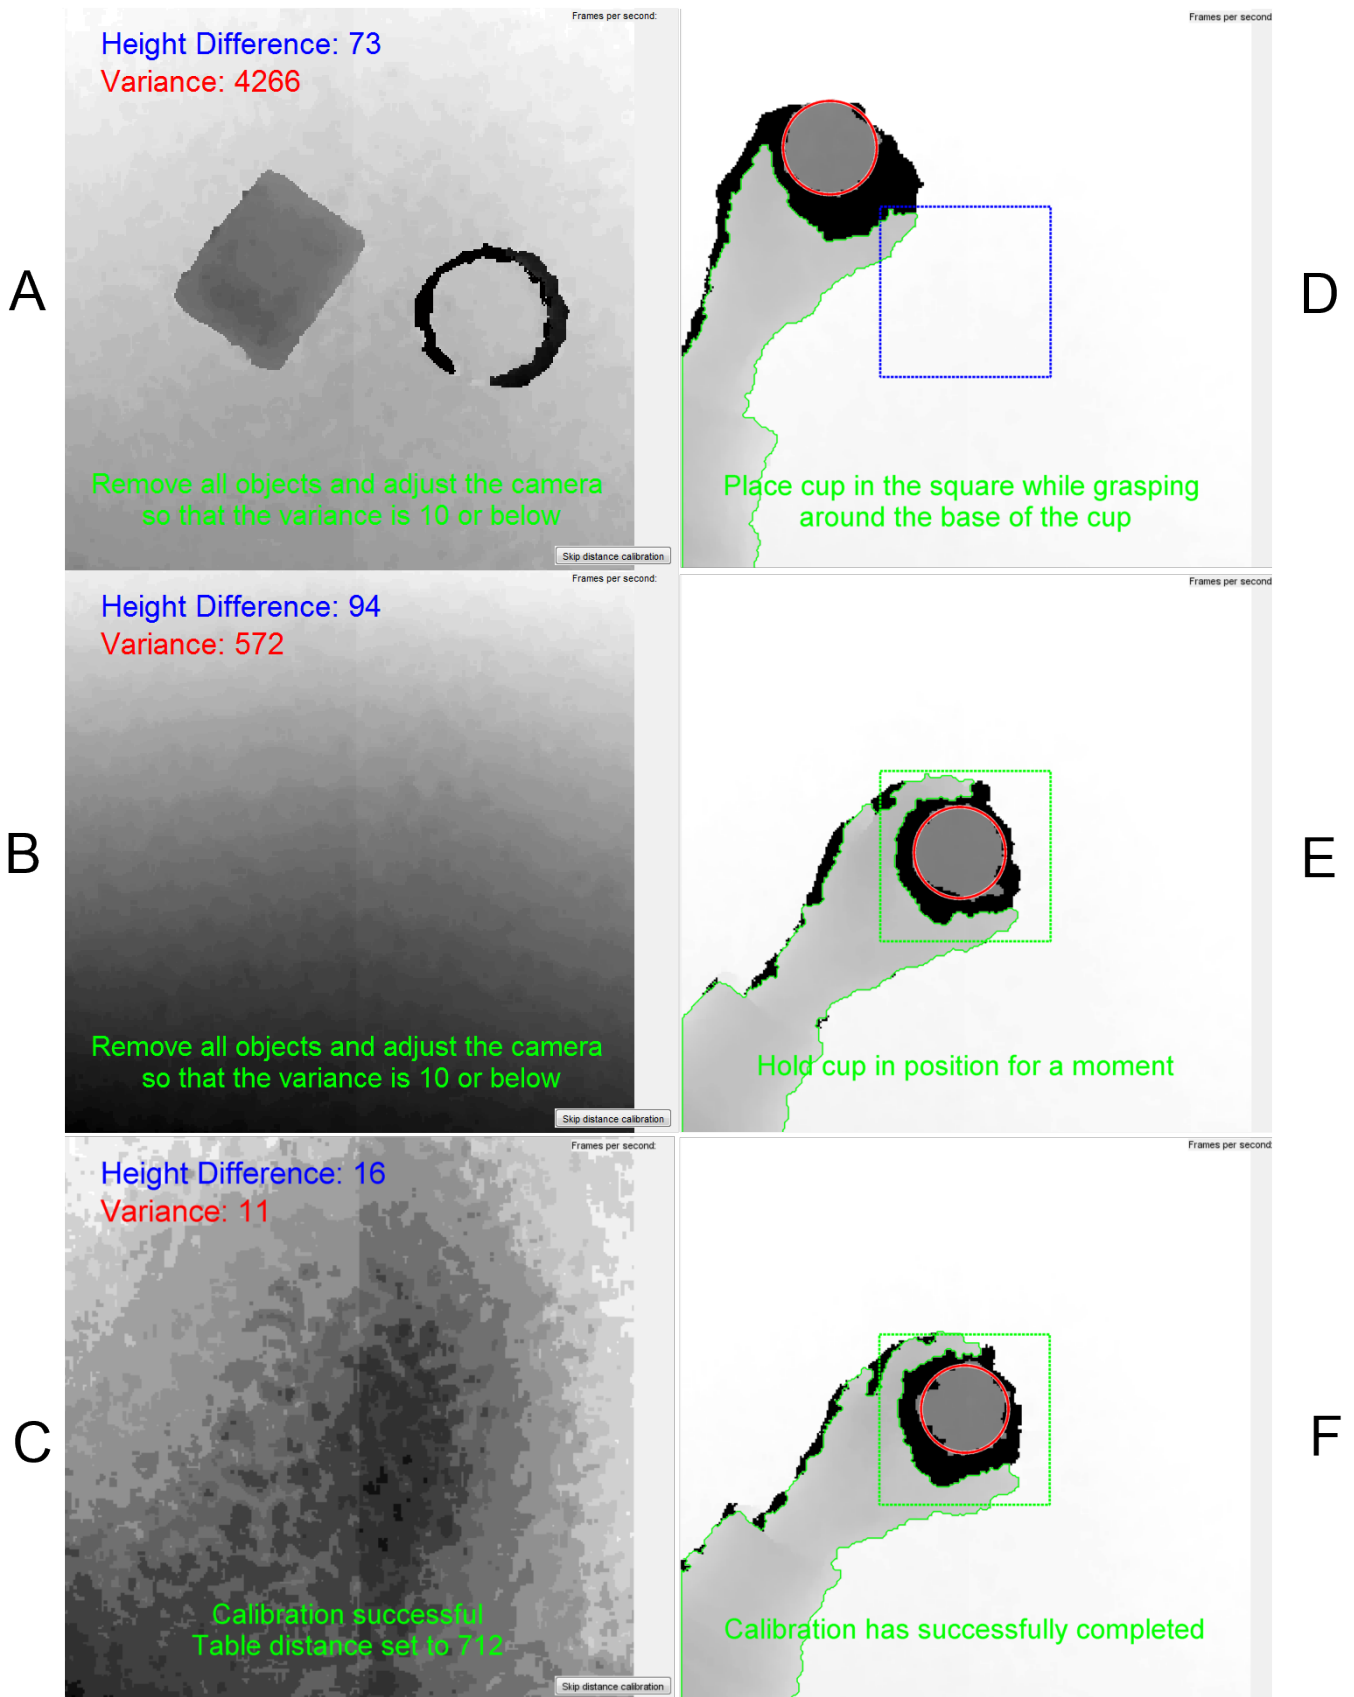 Frames per second:
Height Difference: 73
Variance: 4266
A
Remove all objects and adjust the camera
so that the variance is 10 or below
Skip distance calibration
Frames per second
D
Place cup in the square while grasping
around the base of the cup
Frames per second:
Height Difference: 94
Variance: 572
B
Remove all objects and adjust the camera
so that the variance is 10 or below
Skip distance calibration
Frames per second
E
Hold cup in position for a moment
Frames per second:
Height Difference: 16
Variance: 11
C
Calibration successful
Table distance set to 712
Skip distance calibration
Frames per second:
F
Calibration has successfully completed